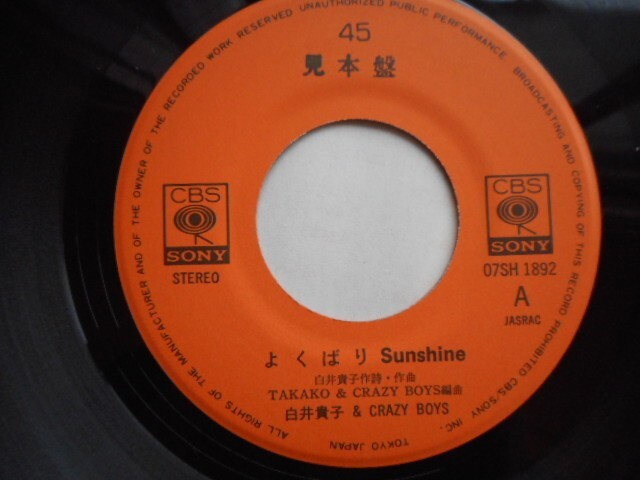 45
見本盤
CBS
SONY
STEREO
CBS
SONY
07SH 1892
A
JASRAC
よくばり Sunshine
白井貴子作詩・作曲
TAKAKO & CRAZY BOYS編曲
白井貴子 & CRAZY BOYS
ALL RIGHTS OF THE MANUFACTURER AND OF THE OWNER OF THE RECORDED WORK RESERVED UNAUTHORIZED PUBLIC PERFORMANCE, BROADCASTING AND COPYING OF THIS RECORD PROHIBITED CBS/SONY INC. TOKYO JAPAN